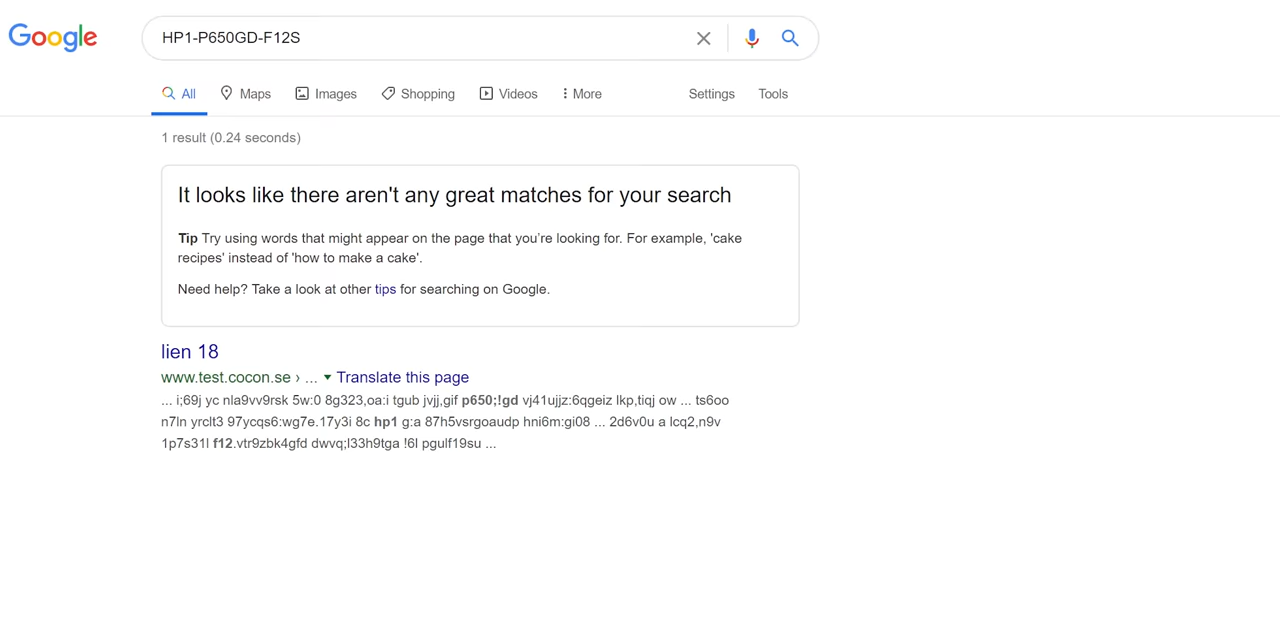 Google
HP1-P650GD-F12S
All Maps Images Shopping Videos More Settings Tools
1 result (0.24 seconds)
It looks like there aren't any great matches for your search
Tip Try using words that might appear on the page that you're looking for. For example, 'cake
recipes' instead of 'how to make a cake'.
Need help? Take a look at other tips for searching on Google.
lien 18
www.test.cocon.se › ... Translate this page
... i;69j yc nla9vv9rsk 5w:0 8g323,oa:i tgub jvjj,gif p650;!gd vj41ujjz:6qgeiz lkp,tiqj ow ... ts6oo
n7ln yrclt3 97ycqs6:wg7e.17y3i 8c hp1 g:a 87h5vsrgoaudp hni6m:gi08 ... 2d6v0u a lcq2,n9v
1p7s31l f12.vtr9zbk4gfd dwvq;l33h9tga !6l pgulf19su ...